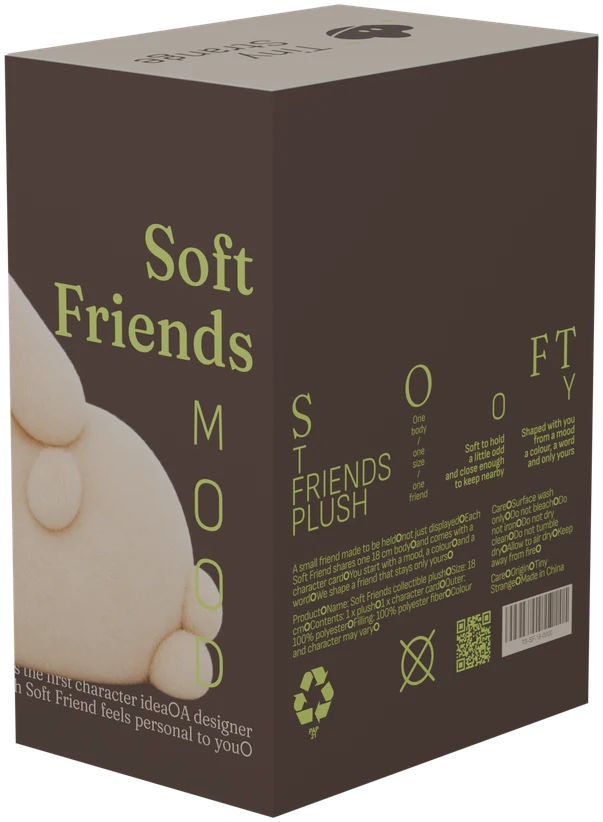 Tiny
Strange
Soft
Friends
M
O
O
D
s the first character ideaOA designer
h Soft Friend feels personal to youO
S
T
O
O
FT
Y
FRIENDS
PLUSH
One
body
/
one
size
/
one
friend
Soft to hold
a little odd
and close enough
to keep nearby
Shaped with you
from a mood
a colour, a word
and only yours
A small friend made to be heldOnot just displayedOEach
Soft Friend shares one 18 cm bodyOand comes with a
character cardOYou start with a mood, a colourOand a
wordOWe shape a friend that stays only yoursO
ProductOName: Soft Friends collectible plushOSize: 18
cmOContents: 1 x plushO1 x character cardOOuter:
100% polyesterOFilling: 100% polyester fiberOColour
and character may varyO
CareOSurface wash
onlyODo not bleachODo
not ironODo not dry
cleanODo not tumble
dryOAllow to air dryOKeep
away from fireO
CareOOriginOTiny
StrangeOMade in China
PAP
21